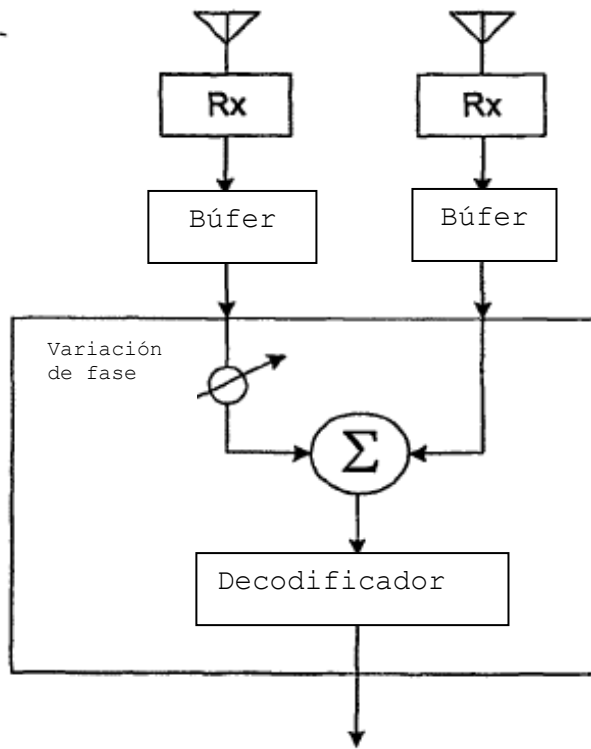 Rx
Rx
Búfer
Búfer
Variación
de fase
Σ
Decodificador